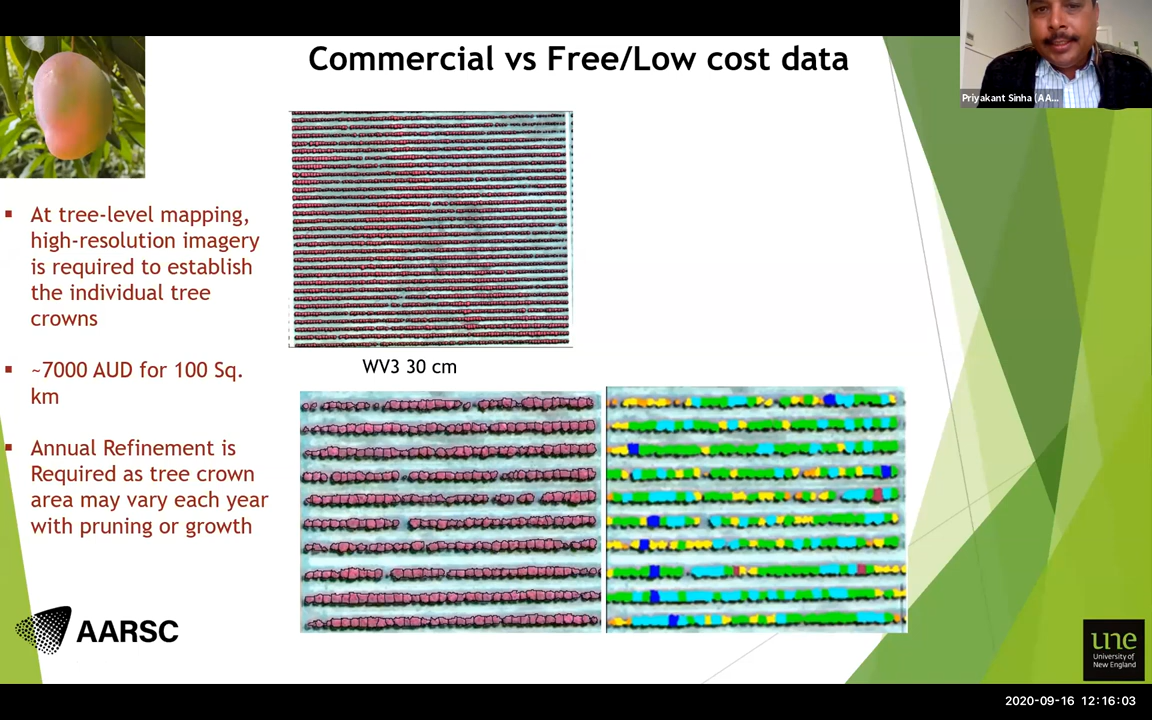 Commercial vs Free/Low cost data
Priyakant Sinha (AA...
▪ At tree-level mapping,
high-resolution imagery
is required to establish
the individual tree
crowns
▪ ~7000 AUD for 100 Sq.
km
▪ Annual Refinement is
Required as tree crown
area may vary each year
with pruning or growth
WV3 30 cm
AARSC
une
University of
New England
2020-09-16 12:16:03